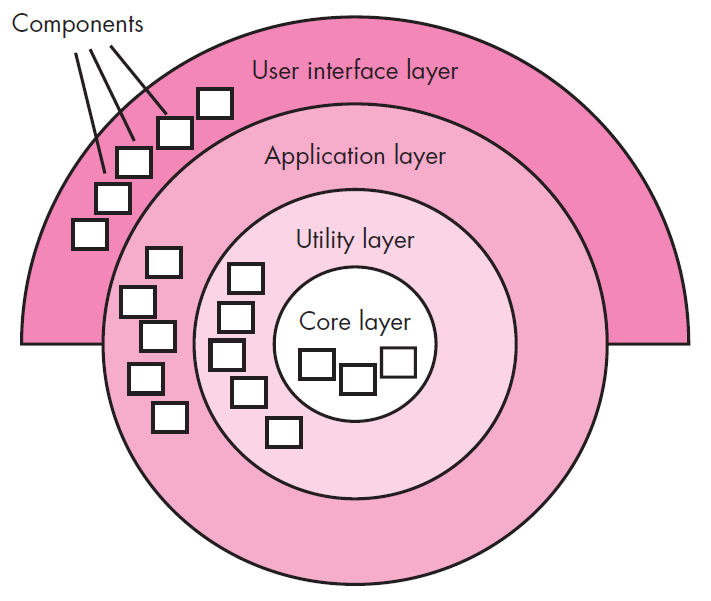 Components
User interface layer
Application layer
Utility layer
Core layer